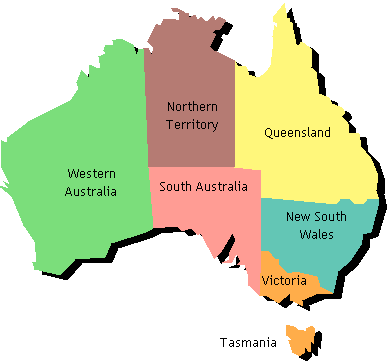 Northern
Territory
Queensland
Western
Australia
South Australia
New South
Wales
Victoria
Tasmania